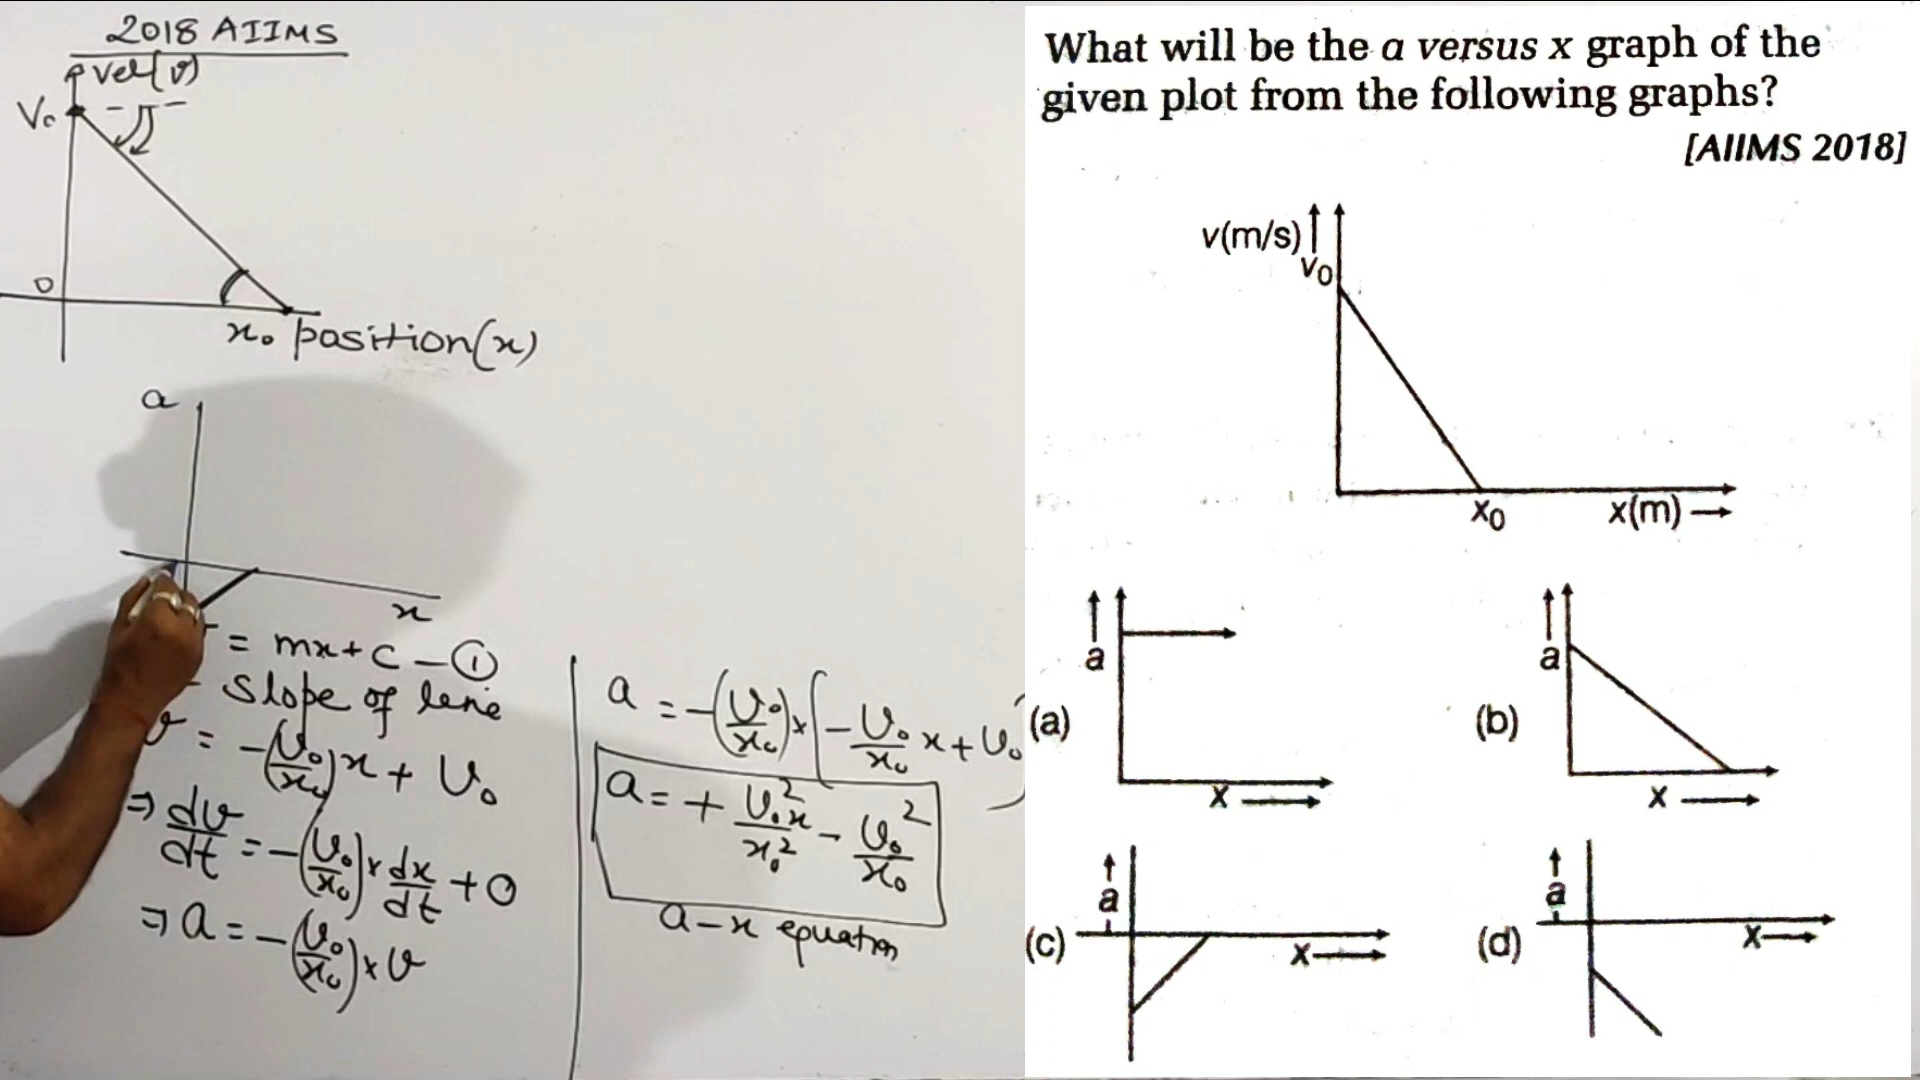 2018 AIIMS
vel(v)
V₀
0
x₀ position(x)
a
x
= mx + c – ①
– Slope of line
v = –(v₀/x₀)x + v₀
⇒ dv/dt = –(v₀/x₀) × dx/dt + 0
⇒ a = –(v₀/x₀) × v
a = –(v₀/x₀) × (–v₀/x₀ x + v₀)
a = + v₀²x/x₀² – v₀²/x₀
a – x equation
What will be the a versus x graph of the
given plot from the following graphs?
[AIIMS 2018]
v(m/s)
v₀
x₀ x(m)
a
(a)
x
a
(b)
x
a
(c)
x
a
(d)
x